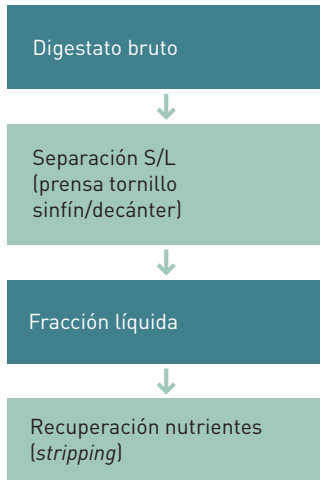 Digestato bruto
Separación S/L
(prensa tornillo
sinfín/decánter)
Fracción líquida
Recuperación nutrientes
(stripping)